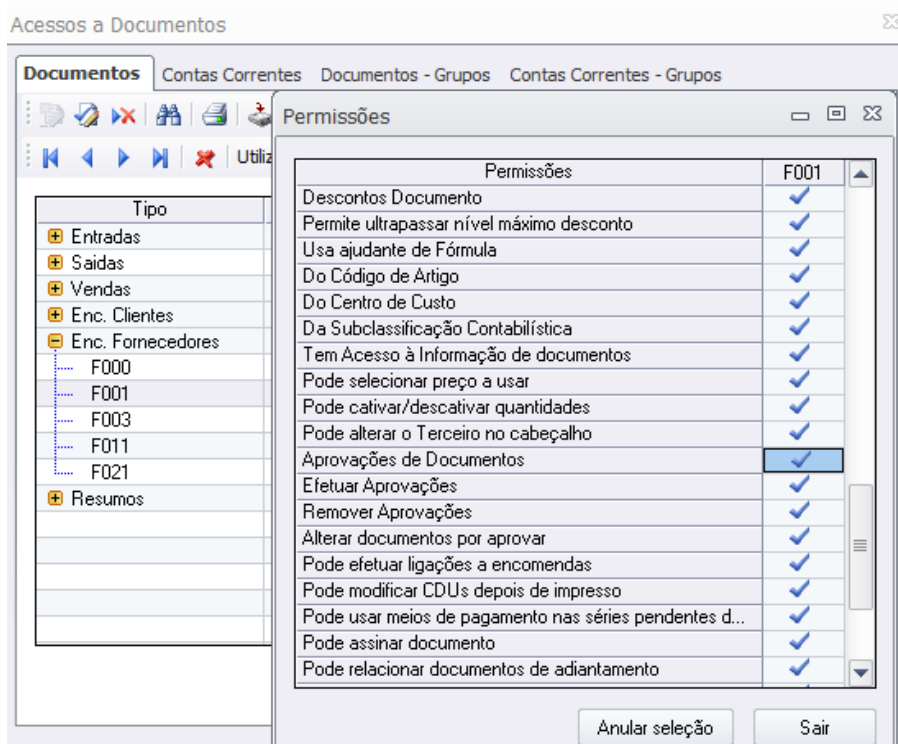 Acessos a Documentos
Documentos Contas Correntes Documentos - Grupos Contas Correntes - Grupos
Permissões
Tipo
Entradas
Saidas
Vendas
Enc. Clientes
Enc. Fornecedores
F000
F001
F003
F011
F021
Resumos
Permissões F001
Descontos Documento
Permite ultrapassar nível máximo desconto
Usa ajudante de Fórmula
Do Código de Artigo
Do Centro de Custo
Da Subclassificação Contabilística
Tem Acesso à Informação de documentos
Pode selecionar preço a usar
Pode cativar/descativar quantidades
Pode alterar o Terceiro no cabeçalho
Aprovações de Documentos
Efetuar Aprovações
Remover Aprovações
Alterar documentos por aprovar
Pode efetuar ligações a encomendas
Pode modificar CDUs depois de impresso
Pode usar meios de pagamento nas séries pendentes d...
Pode assinar documento
Pode relacionar documentos de adiantamento
Anular seleção Sair